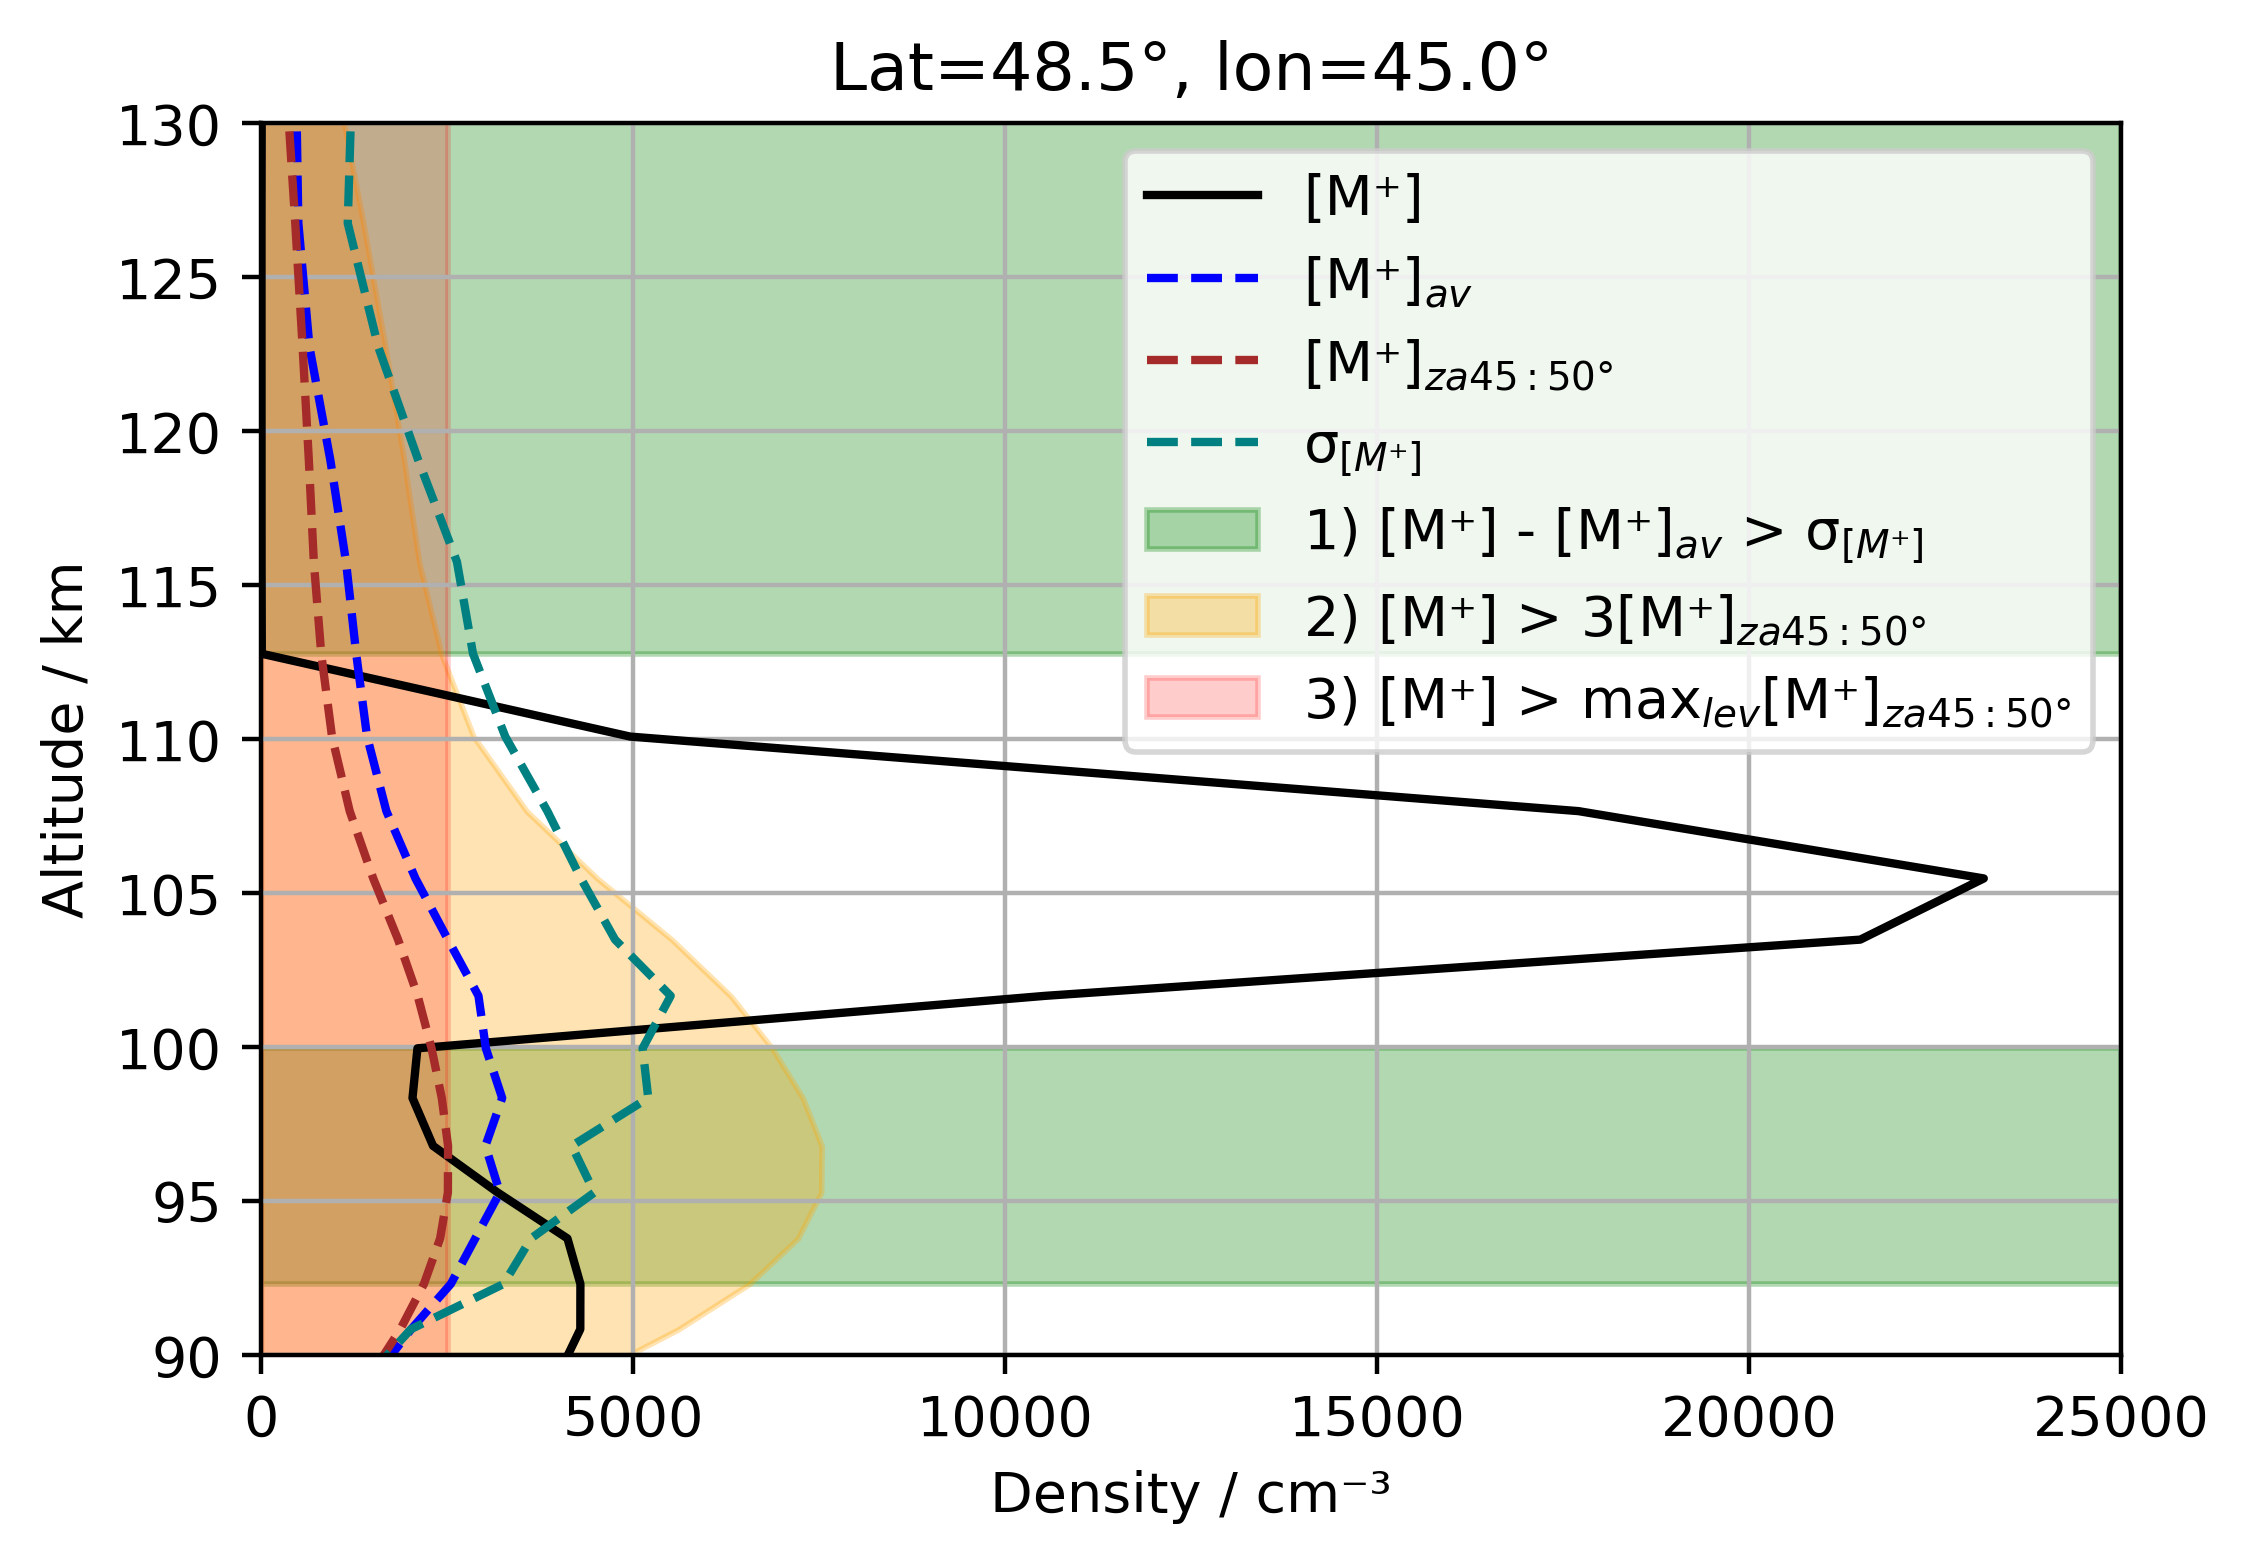 Lat=48.5°, lon=45.0°
130
125
120
115
110
105
100
95
90
Altitude / km
[M⁺]
[M⁺]av
[M⁺]za45:50°
σ[M⁺]
1) [M⁺] - [M⁺]av > σ[M⁺]
2) [M⁺] > 3[M⁺]za45:50°
3) [M⁺] > maxlev[M⁺]za45:50°
0 5000 10000 15000 20000 25000
Density / cm⁻³